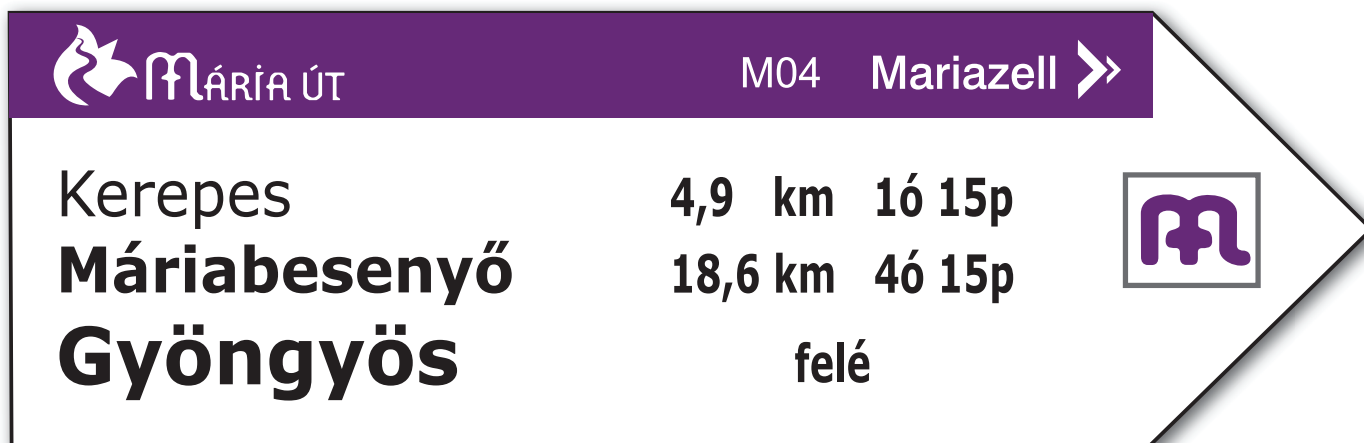 MÁRIA ÚT M04 Mariazell
Kerepes 4,9 km 1ó 15p
Máriabesenyő 18,6 km 4ó 15p
Gyöngyös felé